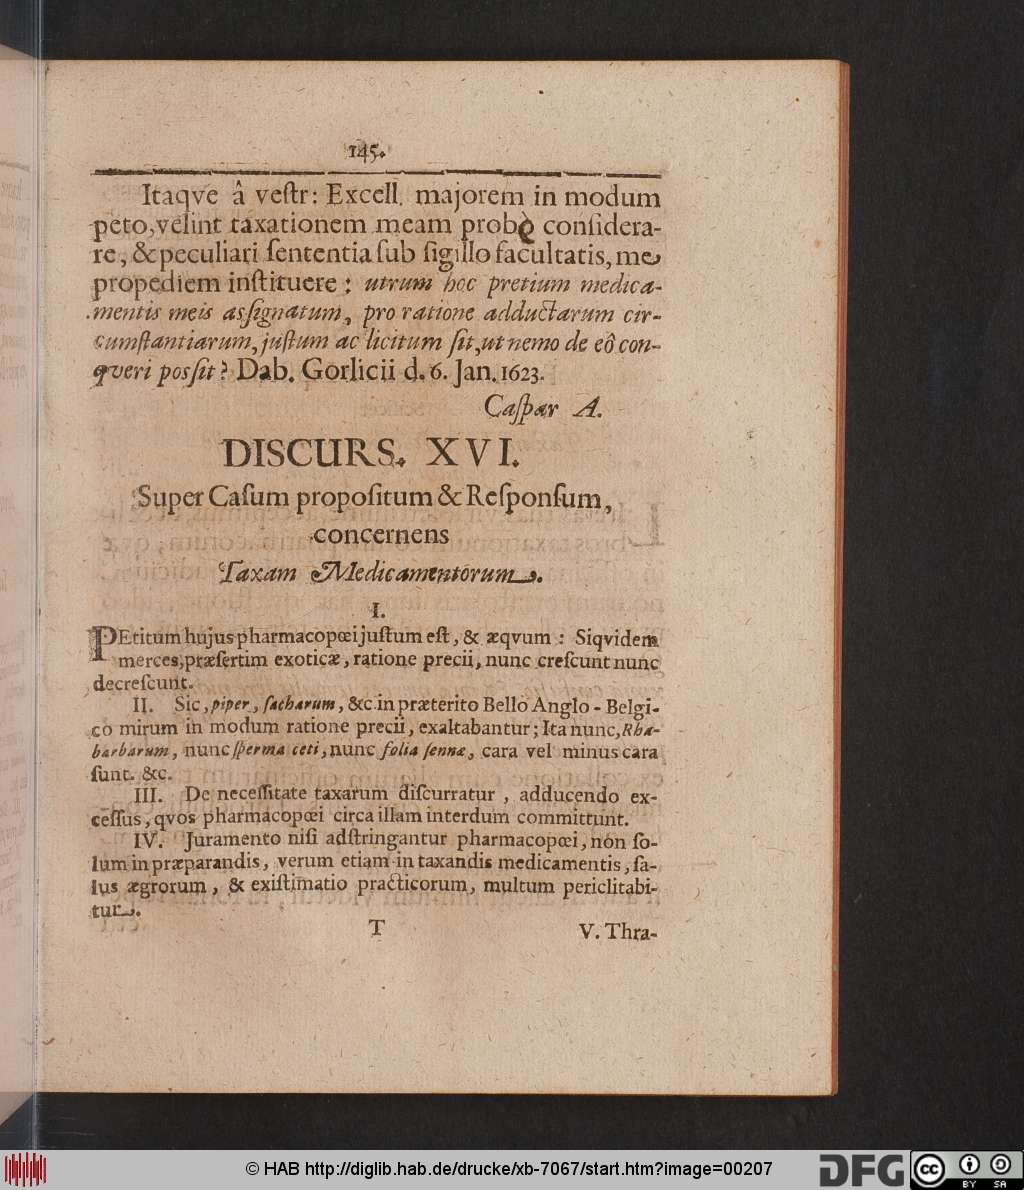 145.
Itaqve â veſtr: Excell. majorem in modum
peto, velint taxationem meam probè conſidera-
re, & peculiari ſententia ſub ſigillo facultatis, me
propediem inſtituere: utrum hoc pretium medica-
mentis meis aſſignatum, pro ratione adductarum cir-
cumſtantiarum, juſtum ac licitum ſit, ut nemo de eô con-
qveri poſſit? Dab. Gorlicii d. 6. Jan. 1623.
Caſpar A.
DISCURS. XVI.
Super Caſum propoſitum & Reſponſum,
concernens
Taxam Medicamentorum.
I.
PEtitum hujus pharmacopœi juſtum eſt, & æqvum: Siqvidem
merces, præſertim exoticæ, ratione precii, nunc creſcunt nunc
decreſcunt.
II. Sic, piper, ſacharum, &c. in præterito Bello Anglo-Belgi-
co mirum in modum ratione precii, exaltabantur; Ita nunc, Rha-
barbarum, nunc ſperma ceti, nunc folia ſennæ, cara vel minus cara
ſunt. &c.
III. De neceſſitate taxarum diſcurratur, adducendo ex-
ceſſus, qvos pharmacopœi circa illam interdum committunt.
IV. Juramento niſi adſtringantur pharmacopœi, non ſo-
lum in præparandis, verum etiam in taxandis medicamentis, ſa-
lus ægrorum, & exiſtimatio practicorum, multum periclitabi-
tur.
T V. Thra-
© HAB http://diglib.hab.de/drucke/xb-7067/start.htm?image=00207
DFG cc BY SA